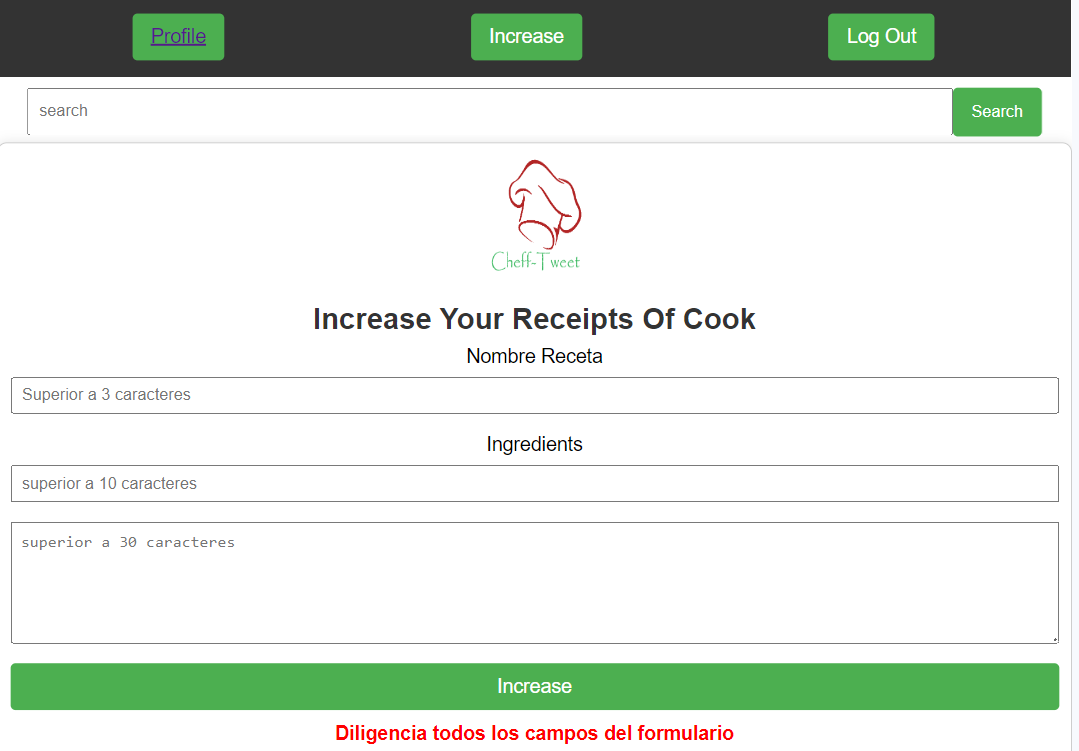 Profile
Increase
Log Out
search
Search
Cheff-Tweet
Increase Your Receipts Of Cook
Nombre Receta
Superior a 3 caracteres
Ingredients
superior a 10 caracteres
superior a 30 caracteres
Increase
Diligencia todos los campos del formulario